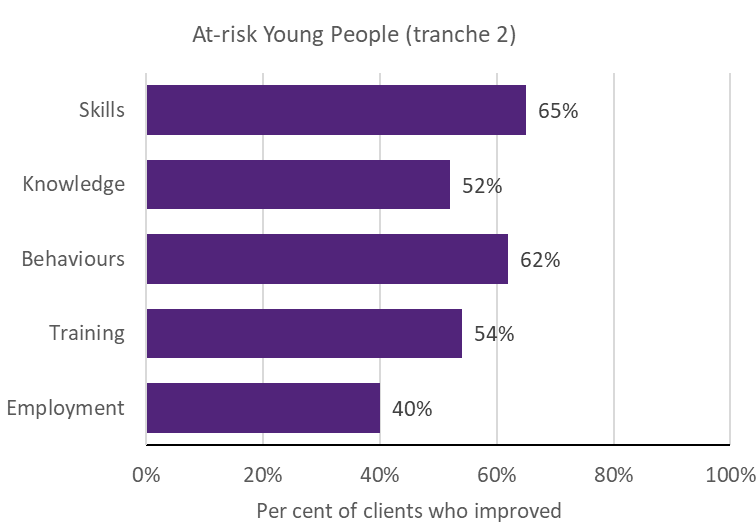 At-risk Young People (tranche 2)
Skills 65%
Knowledge 52%
Behaviours 62%
Training 54%
Employment 40%
0% 20% 40% 60% 80% 100%
Per cent of clients who improved